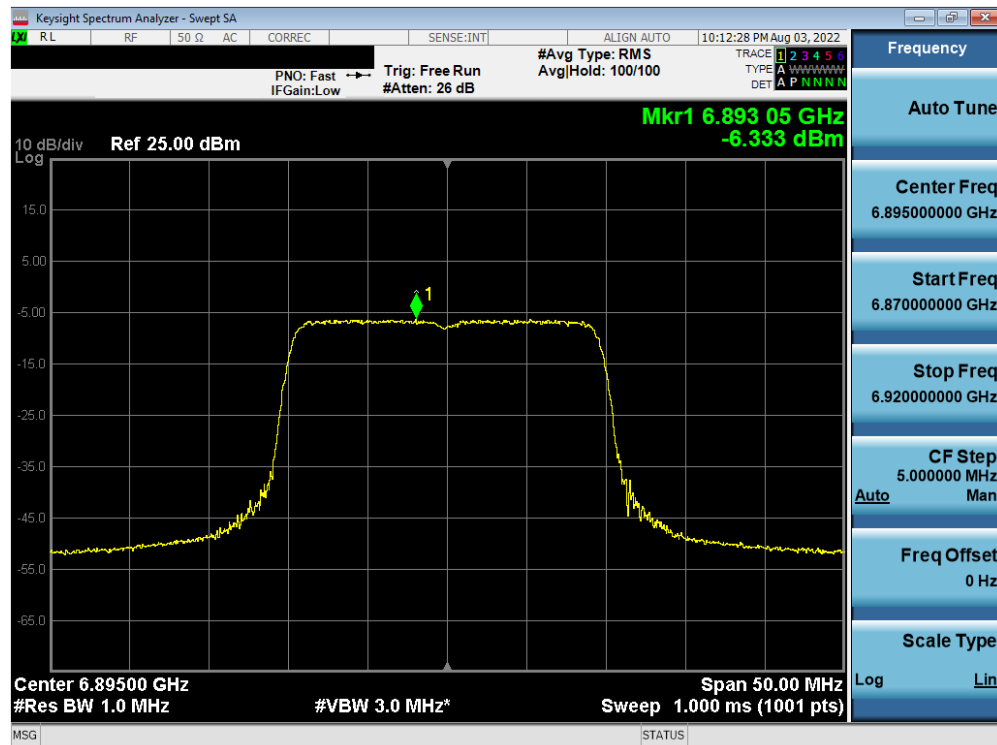 Keysight Spectrum Analyzer - Swept SA
LXI RL RF 50 Ω AC CORREC SENSE:INT ALIGN AUTO 10:12:28 PM Aug 03, 2022
PNO: Fast Trig: Free Run #Avg Type: RMS TRACE 1 2 3 4 5 6
IFGain:Low #Atten: 26 dB Avg|Hold: 100/100 TYPE A WWWWW
DET A P N N N N
Mkr1 6.893 05 GHz
-6.333 dBm
10 dB/div Ref 25.00 dBm
Log
15.0
5.00
1
-5.00
-15.0
-25.0
-35.0
-45.0
-55.0
-65.0
Center 6.89500 GHz Span 50.00 MHz
#Res BW 1.0 MHz #VBW 3.0 MHz* Sweep 1.000 ms (1001 pts)
MSG STATUS
Frequency
Auto Tune
Center Freq
6.895000000 GHz
Start Freq
6.870000000 GHz
Stop Freq
6.920000000 GHz
CF Step
5.000000 MHz
Auto Man
Freq Offset
0 Hz
Scale Type
Log Lin